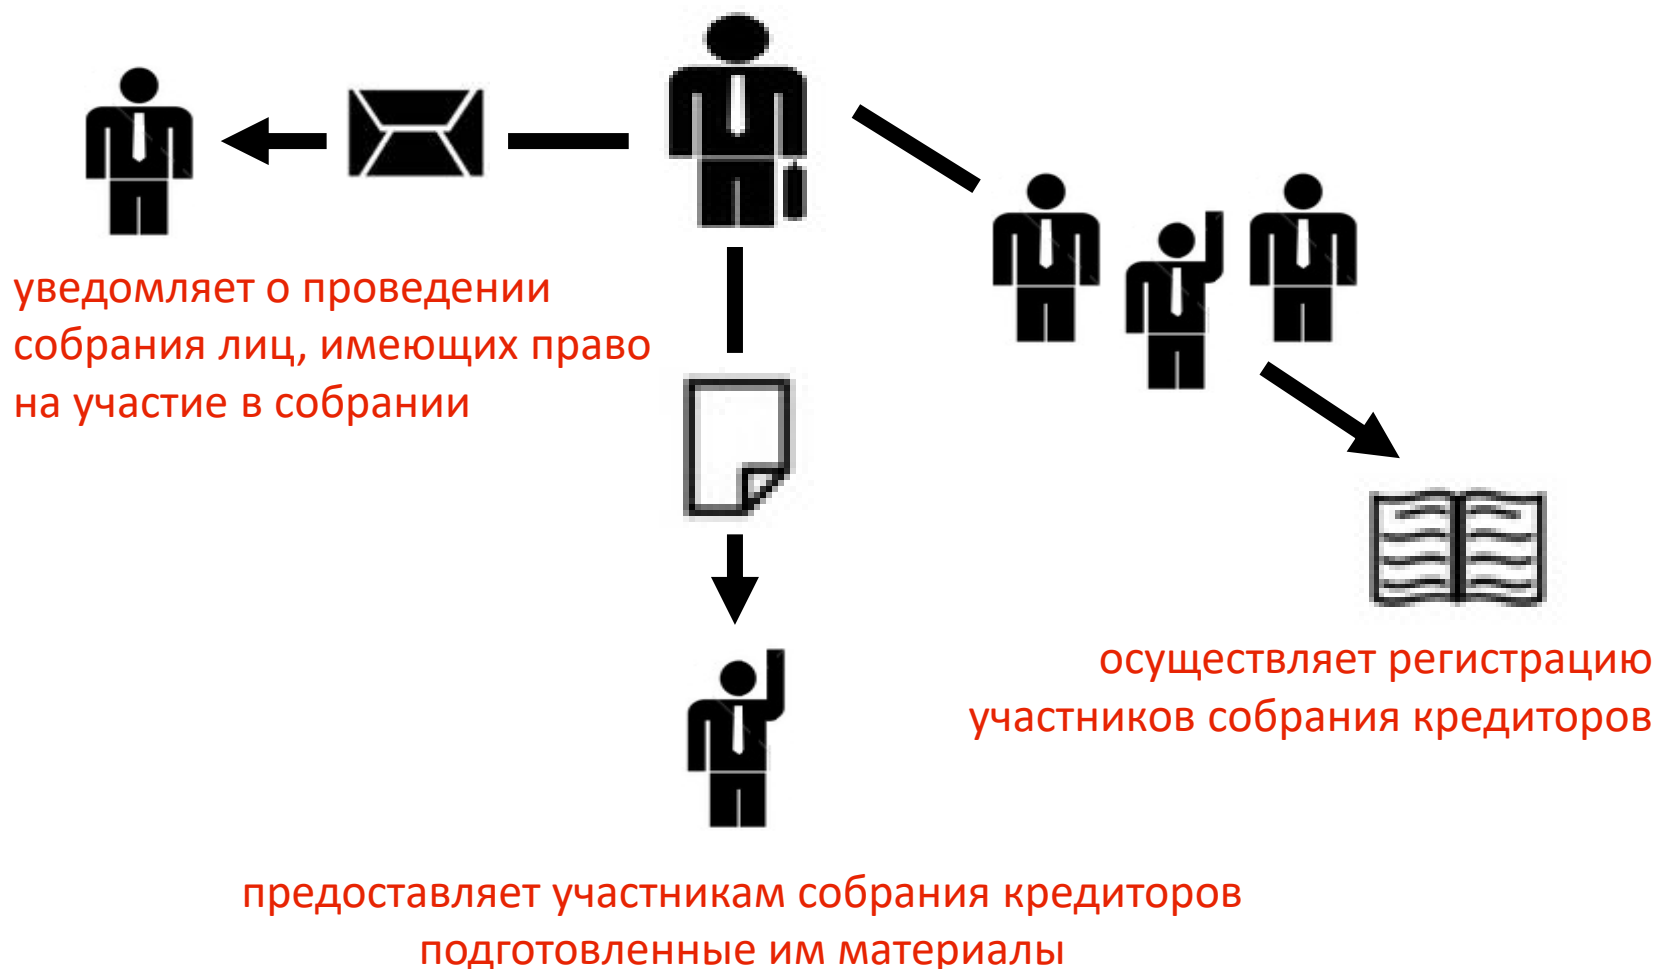 уведомляет о проведении
собрания лиц, имеющих право
на участие в собрании
осуществляет регистрацию
участников собрания кредиторов
предоставляет участникам собрания кредиторов
подготовленные им материалы